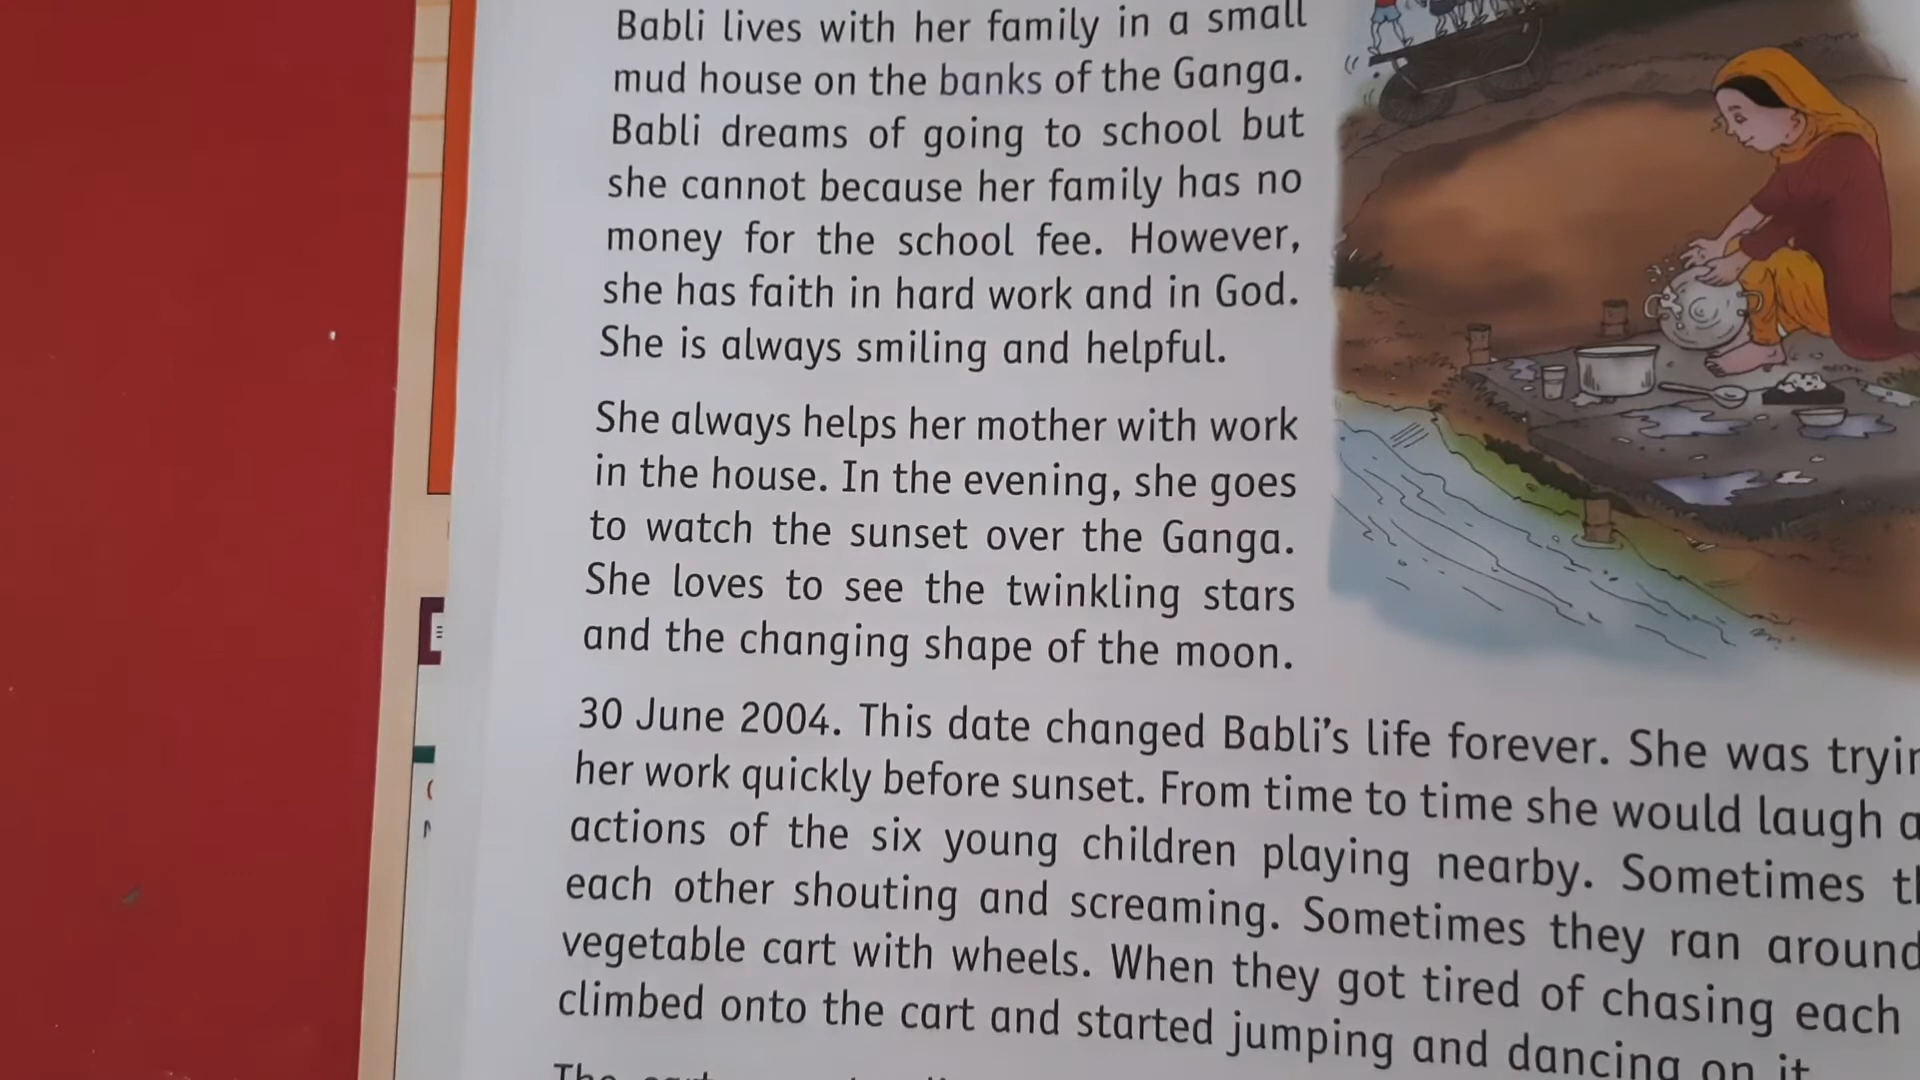 Babli lives with her family in a small
mud house on the banks of the Ganga.
Babli dreams of going to school but
she cannot because her family has no
money for the school fee. However,
she has faith in hard work and in God.
She is always smiling and helpful.
She always helps her mother with work
in the house. In the evening, she goes
to watch the sunset over the Ganga.
She loves to see the twinkling stars
and the changing shape of the moon.
30 June 2004. This date changed Babli's life forever. She was
her work quickly before sunset. From time to time she would laugh
actions of the six young children playing nearby. Sometimes
each other shouting and screaming. Sometimes they ran around
vegetable cart with wheels. When they got tired of chasing each
climbed onto the cart and started jumping and dancing on it.
The cart